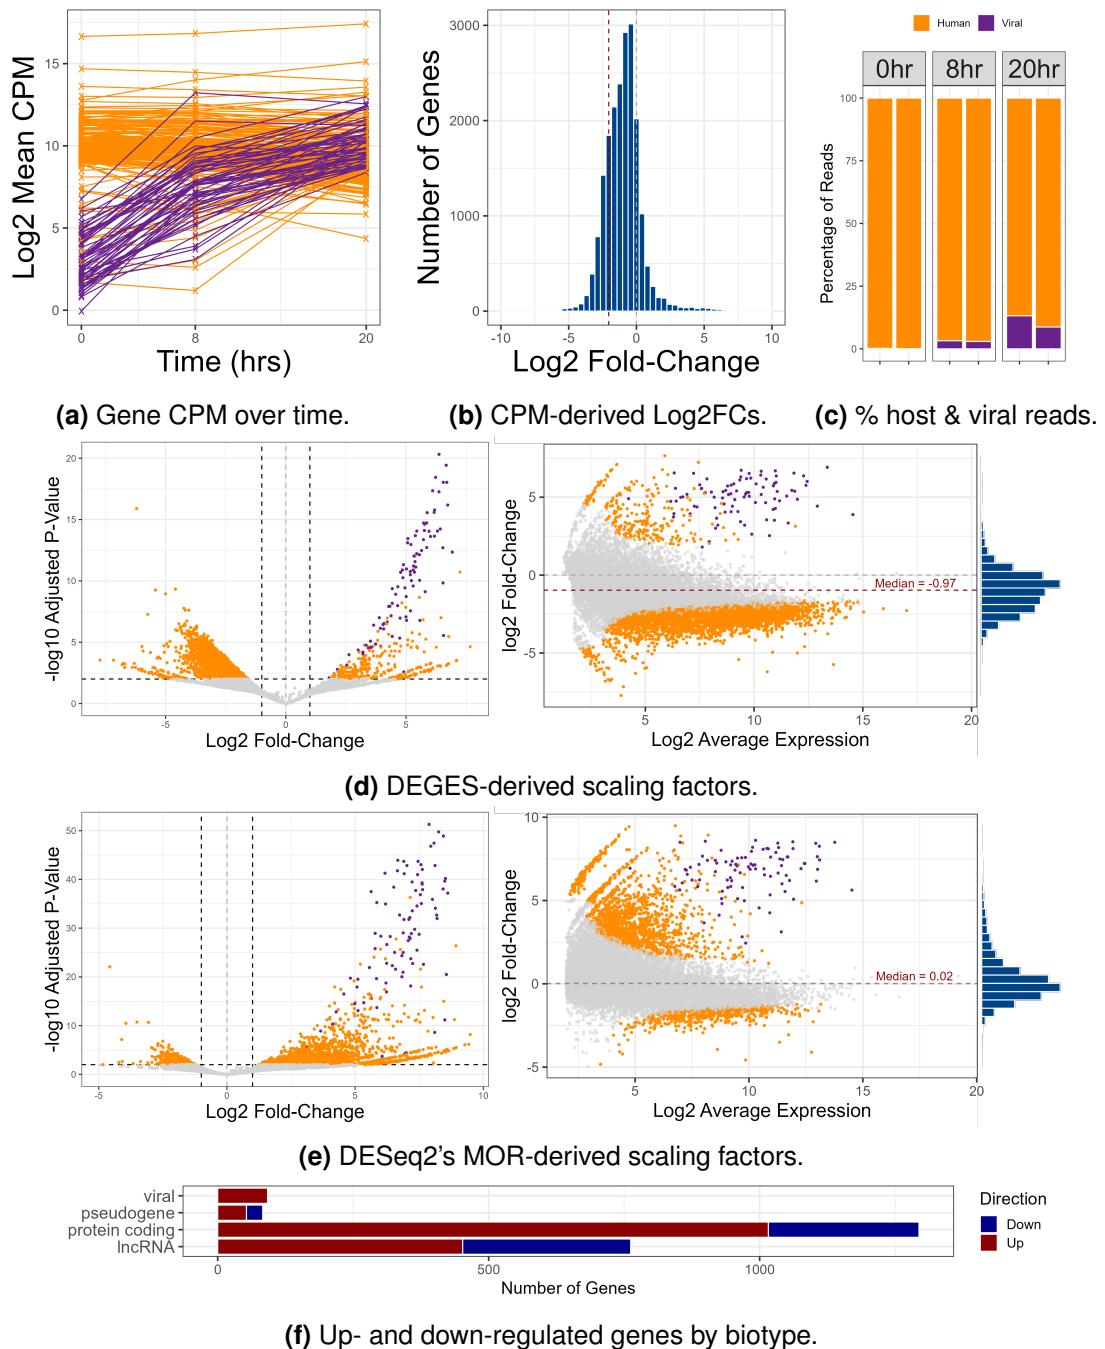 Log2 Mean CPM
15
10
5
0
0 8 20
Time (hrs)
Number of Genes
3000
2000
1000
0
-10 -5 0 5 10
Log2 Fold-Change
Human Viral
0hr 8hr 20hr
Percentage of Reads
100
75
50
25
0
(a) Gene CPM over time.
(b) CPM-derived Log2FCs.
(c) % host & viral reads.
-log10 Adjusted P-Value
20
15
10
5
0
-5 0 5
Log2 Fold-Change
log2 Fold-Change
5
0
-5
Median = -0.97
5 10 15 20
Log2 Average Expression
(d) DEGES-derived scaling factors.
-log10 Adjusted P-Value
50
40
30
20
10
0
-5 0 5 10
Log2 Fold-Change
log2 Fold-Change
10
5
0
-5
Median = 0.02
5 10 15 20
Log2 Average Expression
(e) DESeq2's MOR-derived scaling factors.
viral
pseudogene
protein coding
lncRNA
0 500 1000
Number of Genes
Direction
Down
Up
(f) Up- and down-regulated genes by biotype.